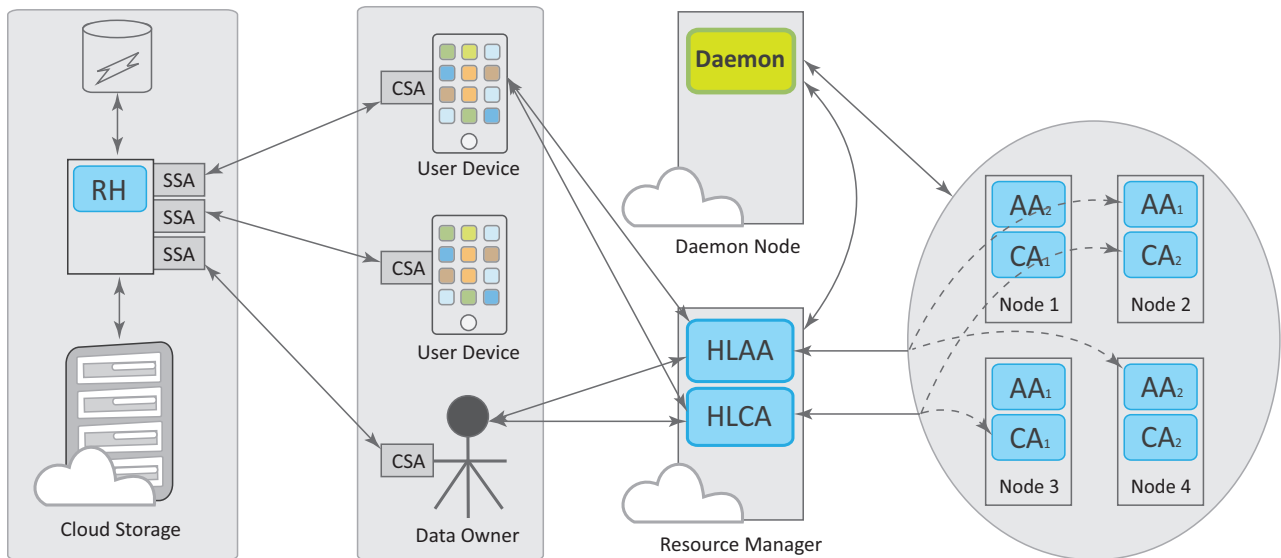 RH
SSA
SSA
SSA
Cloud Storage
CSA
User Device
CSA
User Device
CSA
Data Owner
Daemon
Daemon Node
HLAA
HLCA
Resource Manager
AA2
CA1
Node 1
AA1
CA2
Node 2
AA1
CA1
Node 3
AA2
CA2
Node 4